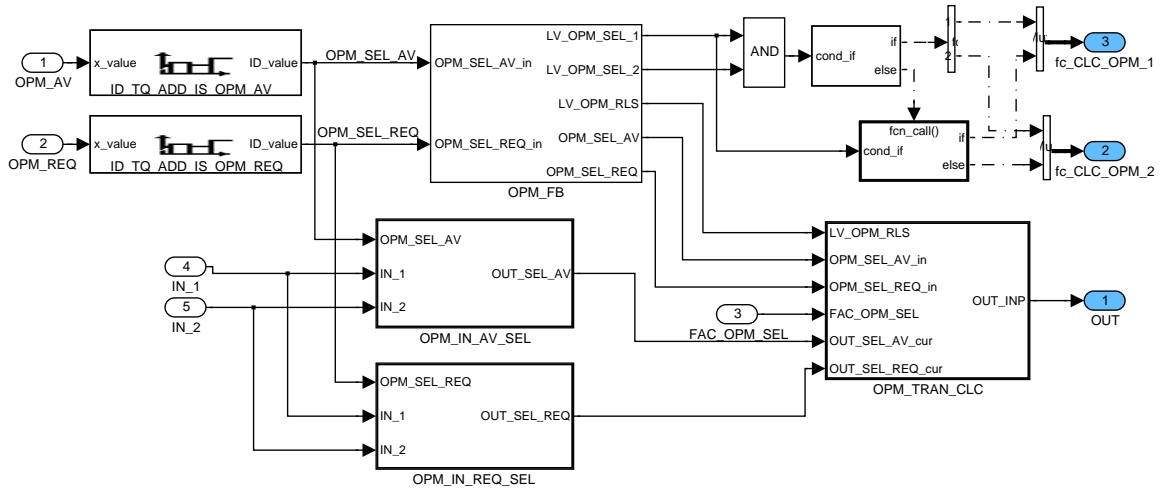 1
OPM_AV
x_value
ID_value
ID_TQ_ADD_IS_OPM_AV
OPM_SEL_AV
2
OPM_REQ
x_value
ID_value
ID_TQ_ADD_IS_OPM_REQ
OPM_SEL_REQ
OPM_SEL_AV_in
OPM_SEL_REQ_in
LV_OPM_SEL_1
LV_OPM_SEL_2
LV_OPM_RLS
OPM_SEL_AV
OPM_SEL_REQ
OPM_FB
AND
cond_if
if
else
1
2
fcn_call()
cond_if
if
else
3
fc_CLC_OPM_1
2
fc_CLC_OPM_2
4
IN_1
5
IN_2
OPM_SEL_AV
IN_1
IN_2
OUT_SEL_AV
OPM_IN_AV_SEL
OPM_SEL_REQ
IN_1
IN_2
OUT_SEL_REQ
OPM_IN_REQ_SEL
3
FAC_OPM_SEL
LV_OPM_RLS
OPM_SEL_AV_in
OPM_SEL_REQ_in
FAC_OPM_SEL
OUT_SEL_AV_cur
OUT_SEL_REQ_cur
OUT_INP
OPM_TRAN_CLC
1
OUT